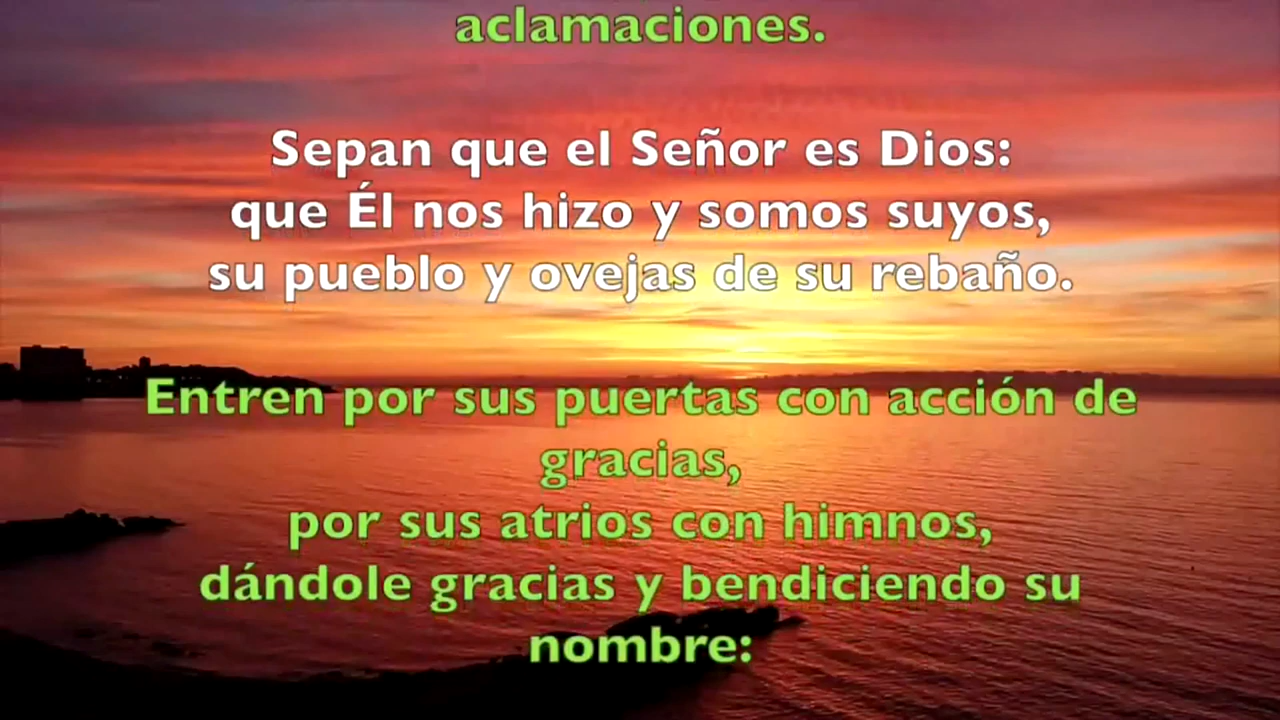 aclamaciones.
Sepan que el Señor es Dios:
que Él nos hizo y somos suyos,
su pueblo y ovejas de su rebaño.
Entren por sus puertas con acción de
gracias,
por sus atrios con himnos,
dándole gracias y bendiciendo su
nombre: